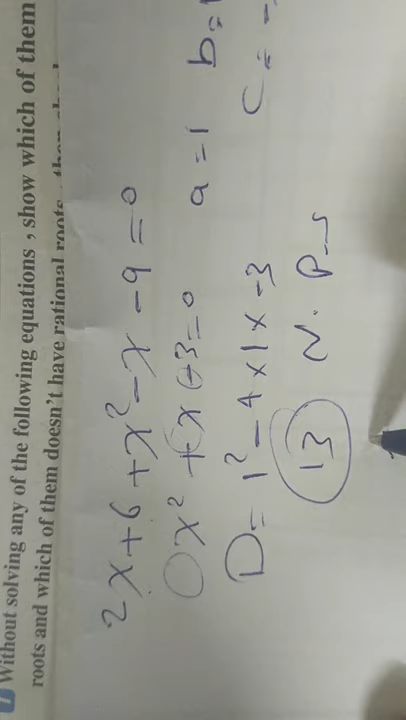 Without solving any of the following equations , show which of them
roots and which of them doesn't have rational roots
2x+6+x²-x-9=0
x²+x-3=0 a=1 b=1
D=1²-4x1x-3 c=-
13 N.P